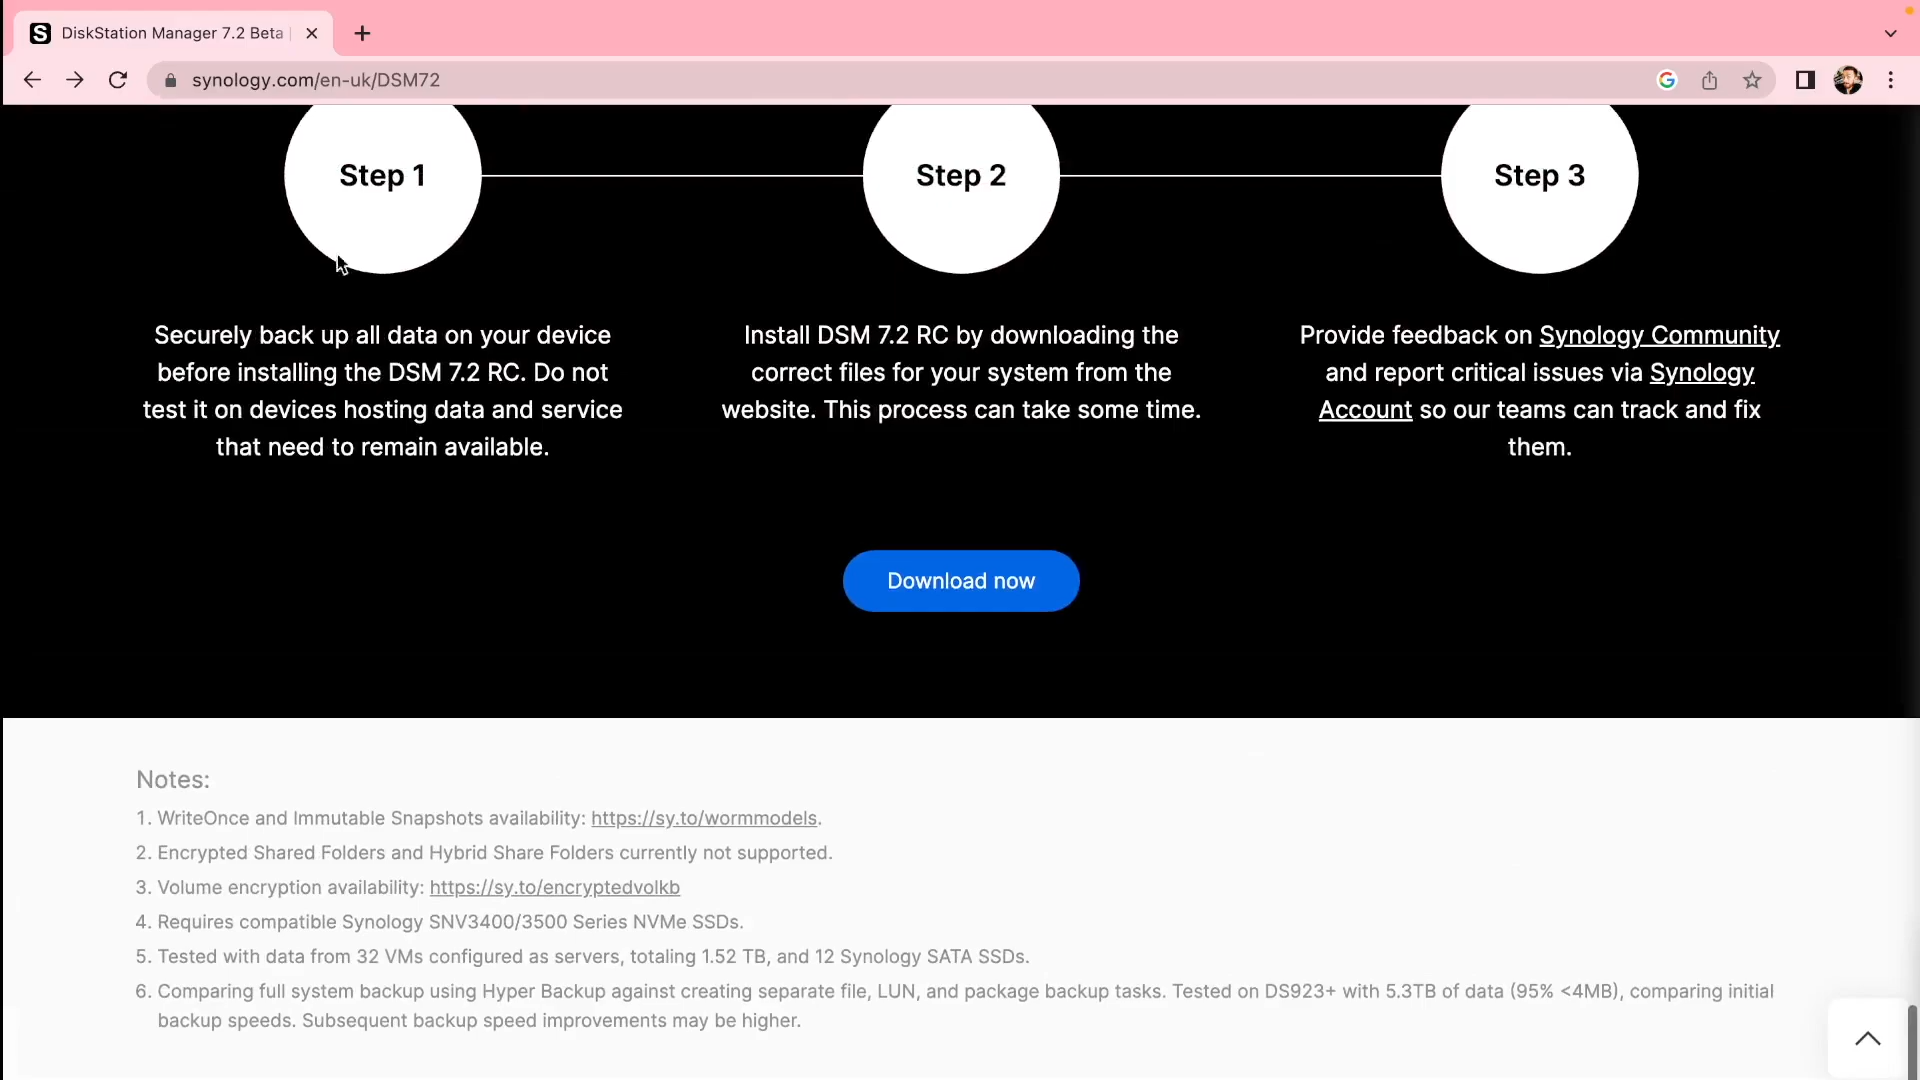 DiskStation Manager 7.2 Beta
synology.com/en-uk/DSM72
Step 1
Step 2
Step 3
Securely back up all data on your device
before installing the DSM 7.2 RC. Do not
test it on devices hosting data and service
that need to remain available.
Install DSM 7.2 RC by downloading the
correct files for your system from the
website. This process can take some time.
Provide feedback on Synology Community
and report critical issues via Synology
Account so our teams can track and fix
them.
Download now
Notes:
1. WriteOnce and Immutable Snapshots availability: https://sy.to/wormmodels.
2. Encrypted Shared Folders and Hybrid Share Folders currently not supported.
3. Volume encryption availability: https://sy.to/encryptedvolkb
4. Requires compatible Synology SNV3400/3500 Series NVMe SSDs.
5. Tested with data from 32 VMs configured as servers, totaling 1.52 TB, and 12 Synology SATA SSDs.
6. Comparing full system backup using Hyper Backup against creating separate file, LUN, and package backup tasks. Tested on DS923+ with 5.3TB of data (95% <4MB), comparing initial
backup speeds. Subsequent backup speed improvements may be higher.